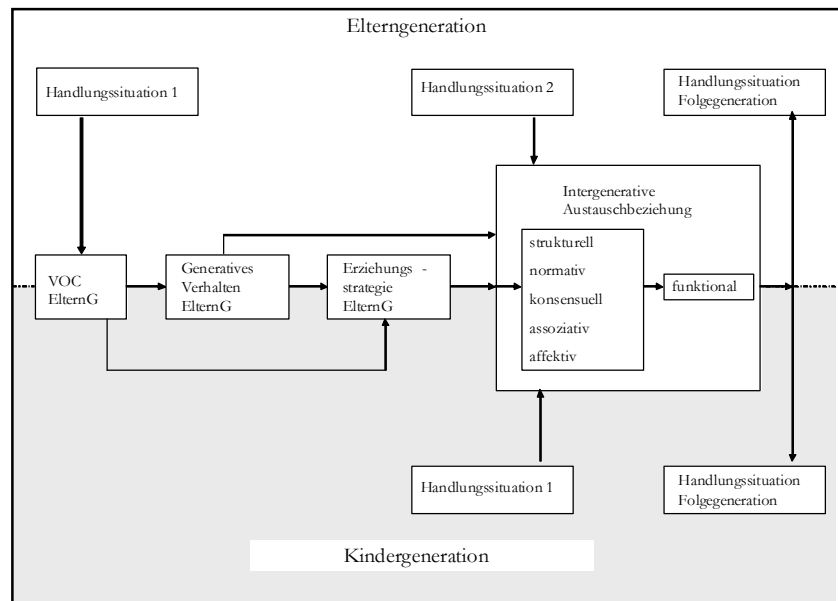 Elterngeneration
Handlungssituation 1
Handlungssituation 2
Handlungssituation
Folgegeneration
Intergenerative
Austauschbeziehung
VOC
ElternG
Generatives
Verhalten
ElternG
Erziehungs -
strategie
ElternG
strukturell
normativ
konsensuell
assoziativ
affektiv
funktional
Handlungssituation 1
Handlungssituation
Folgegeneration
Kindergeneration